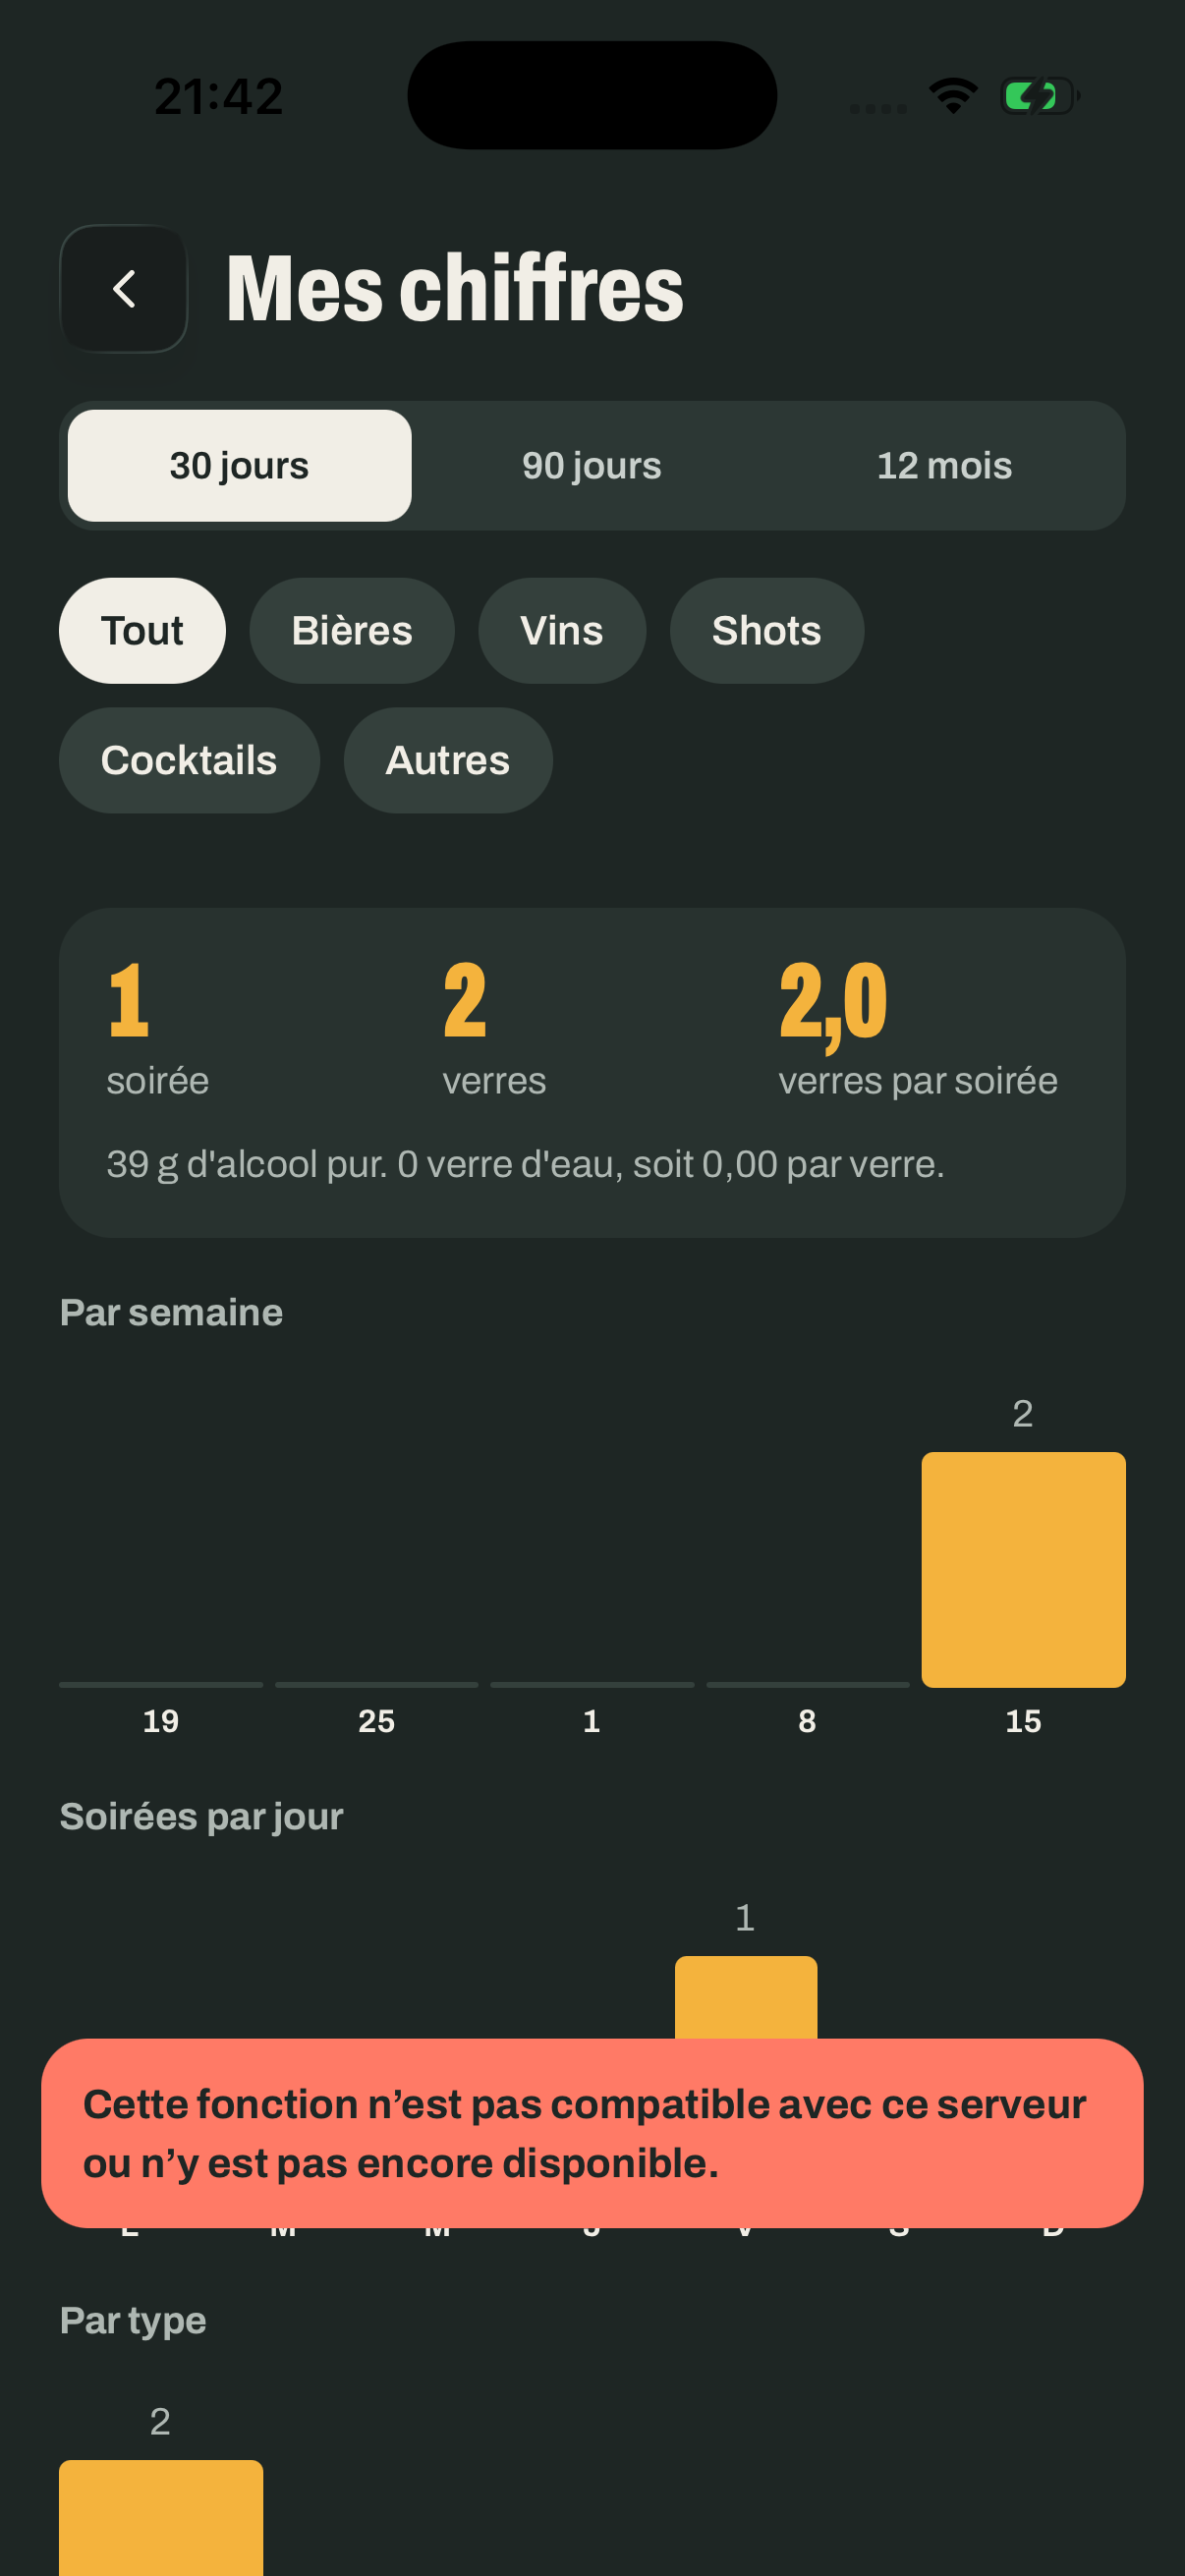 21:42
Mes chiffres
30 jours 90 jours 12 mois
Tout Bières Vins Shots
Cocktails Autres
1 2 2,0
soirée verres verres par soirée
39 g d'alcool pur. 0 verre d'eau, soit 0,00 par verre.
Par semaine
2
19 25 1 8 15
Soirées par jour
1
Cette fonction n’est pas compatible avec ce serveur
ou n’y est pas encore disponible.
L M M J V S D
Par type
2